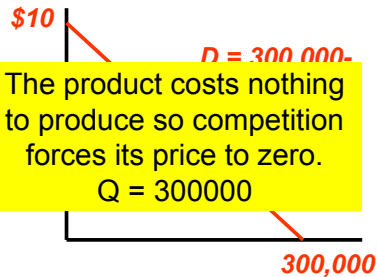 $10
D = 300,000-
The product costs nothing
to produce so competition
forces its price to zero.
Q = 300000
300,000